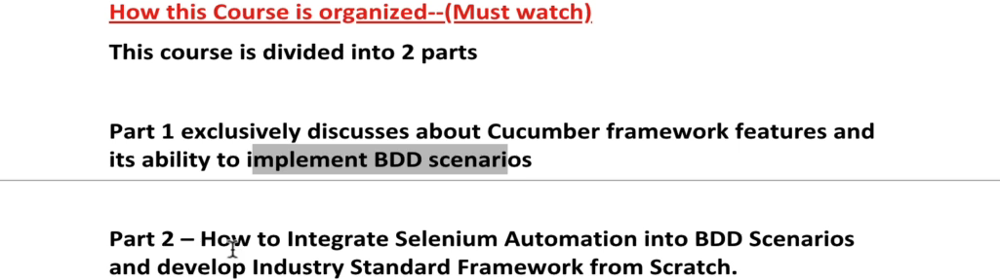 How this Course is organized--(Must watch)
This course is divided into 2 parts
Part 1 exclusively discusses about Cucumber framework features and
its ability to implement BDD scenarios
Part 2 – How to Integrate Selenium Automation into BDD Scenarios
and develop Industry Standard Framework from Scratch.